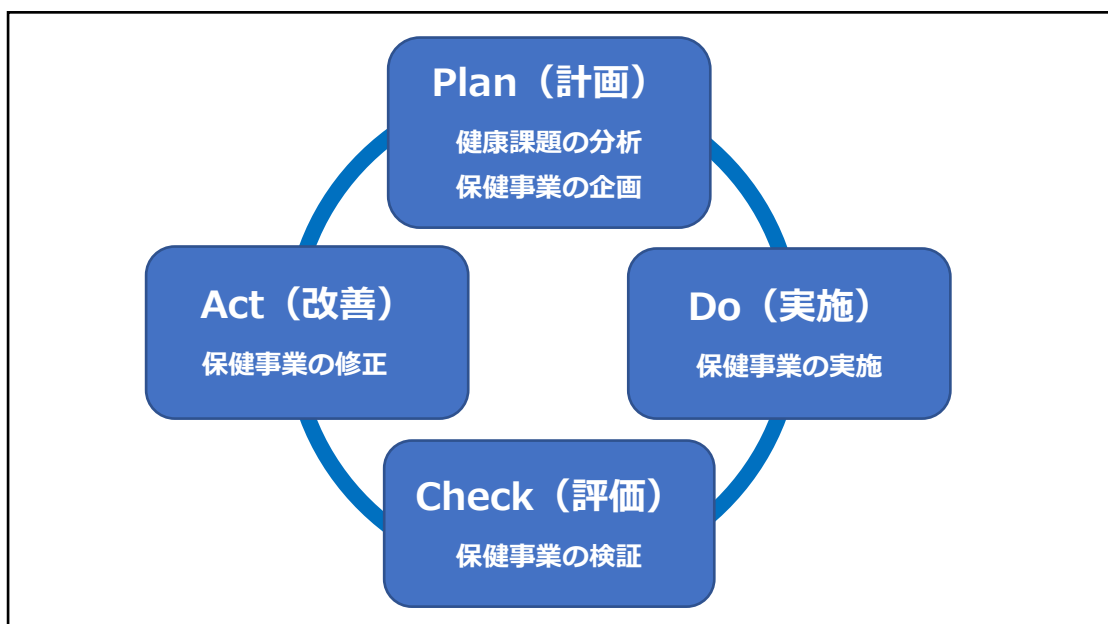 Plan（計画）
健康課題の分析
保健事業の企画
Act（改善）
保健事業の修正
Do（実施）
保健事業の実施
Check（評価）
保健事業の検証